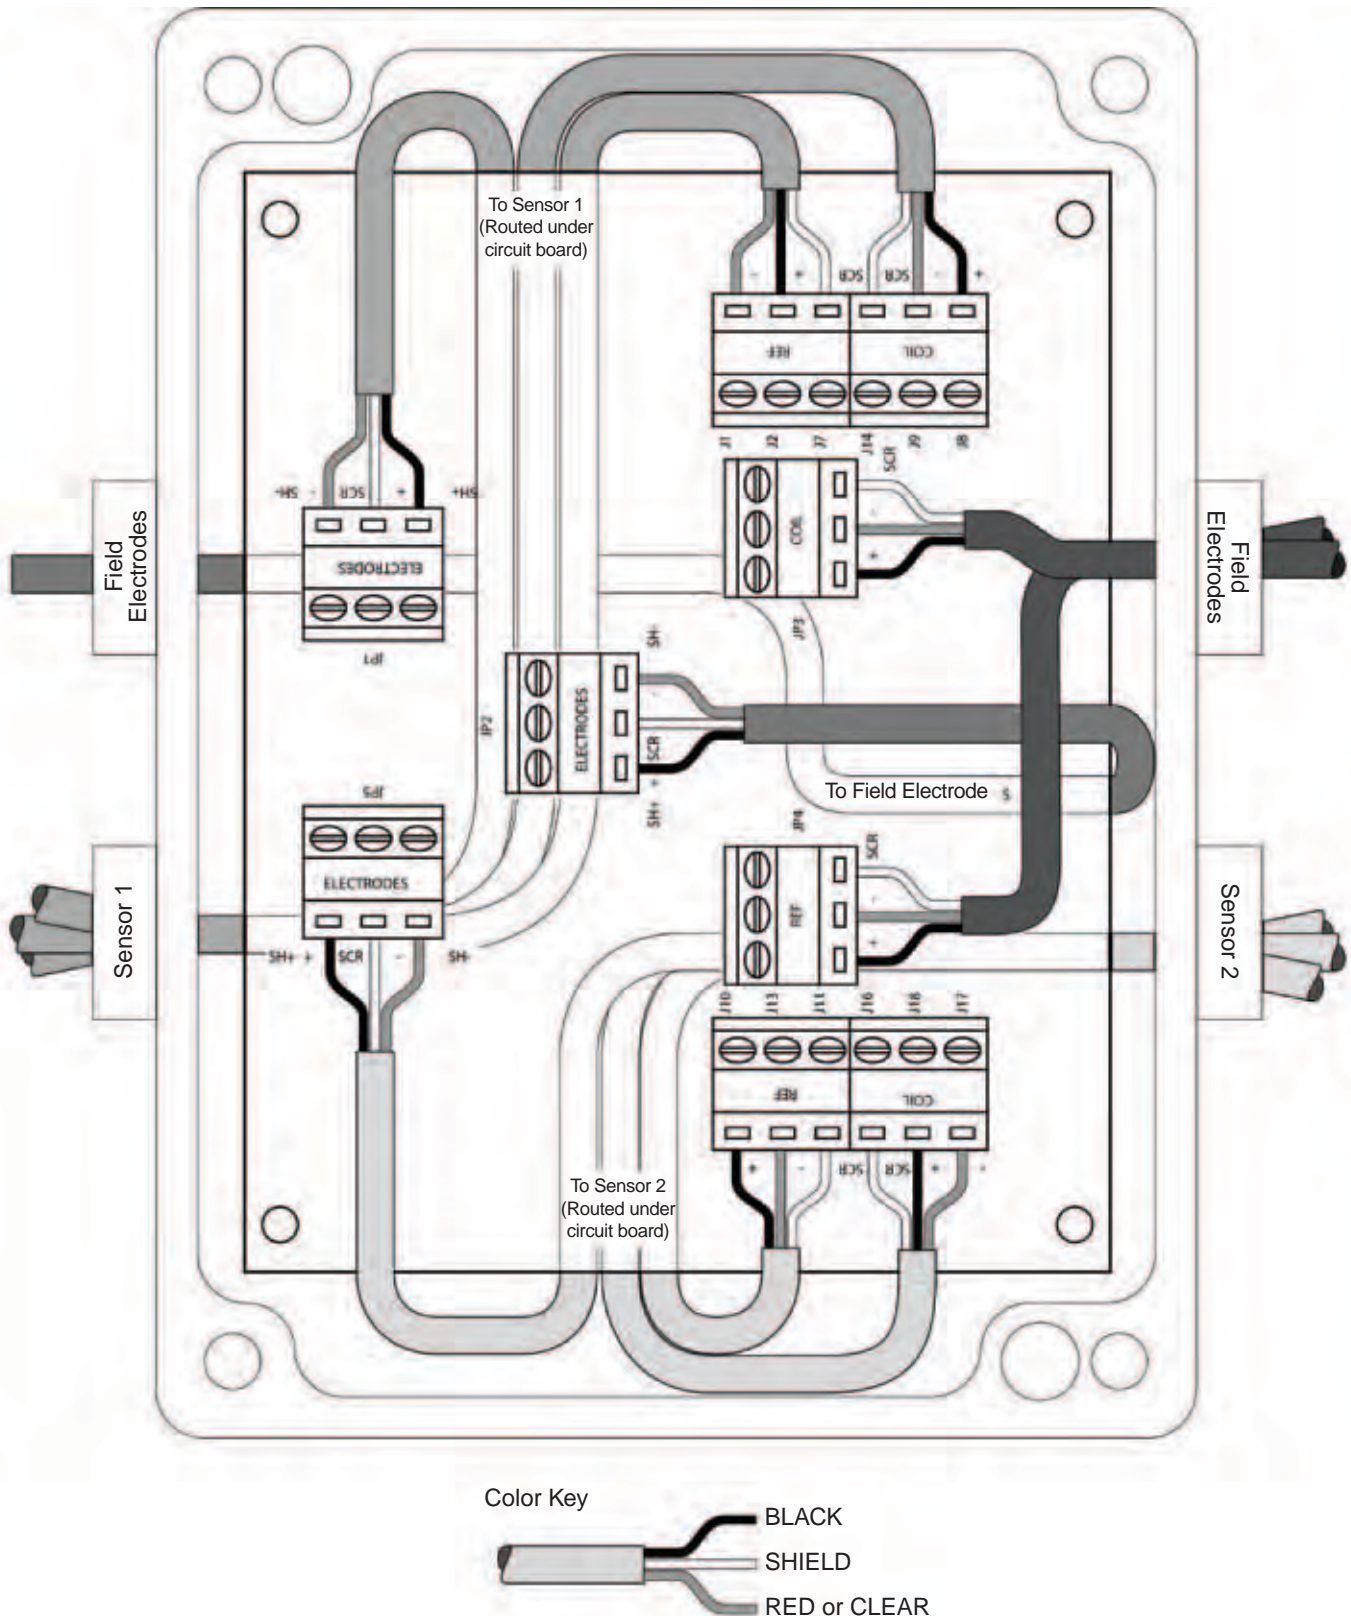 To Sensor 1
(Routed under
circuit board)
-
+
SCR
SCR
-
+
REF
COIL
J1
J2
J7
J14
J9
J8
SH-
-
SCR
+
SH+
ELECTRODES
JP1
SCR
-
+
COIL
JP3
Field
Electrodes
Field
Electrodes
SH-
-
SCR
+
SH+
ELECTRODES
JP2
To Field Electrode
S
JP5
ELECTRODES
SH+
+
SCR
-
SH-
JP4
SCR
-
+
REF
Sensor 1
Sensor 2
J10
J13
J11
J16
J18
J17
REF
COIL
+
-
SCR
SCR
+
-
To Sensor 2
(Routed under
circuit board)
Color Key
BLACK
SHIELD
RED or CLEAR